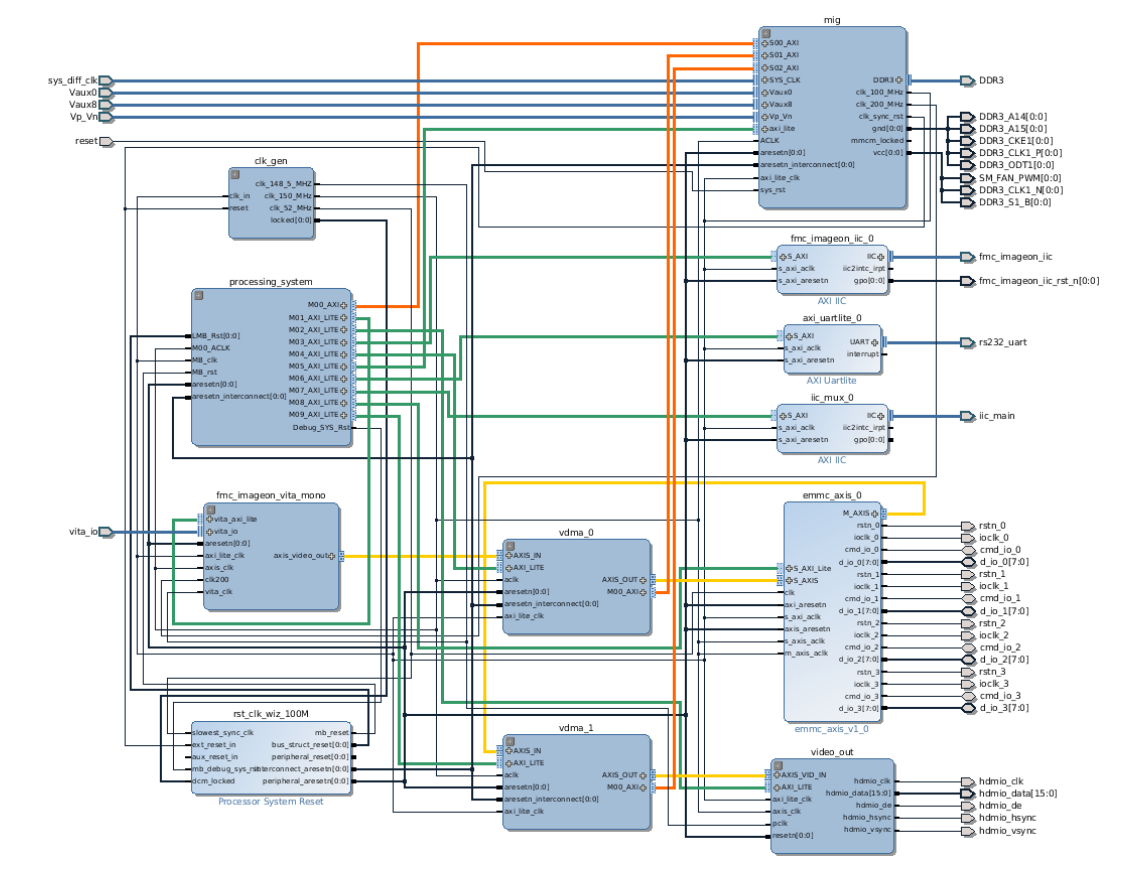 mig
S00_AXI
S01_AXI
S02_AXI
SYS_CLK
Vaux0
Vaux8
Vp_Vn
axi_lite
ACLK
aresetn[0:0]
aresetn_interconnect[0:0]
axi_lite_clk
sys_rst
DDR3
clk_100_MHz
clk_200_MHz
clk_sync_rst
gnd[0:0]
mmcm_locked
vcc[0:0]
sys_diff_clk
Vaux0
Vaux8
Vp_Vn
reset
DDR3
DDR3_A14[0:0]
DDR3_A15[0:0]
DDR3_CKE1[0:0]
DDR3_CLK1_P[0:0]
DDR3_ODT1[0:0]
SM_FAN_PWM[0:0]
DDR3_CLK1_N[0:0]
DDR3_S1_B[0:0]
clk_gen
clk_in
reset
clk_148_5_MHZ
clk_150_MHz
clk_52_MHz
locked[0:0]
fmc_imageon_iic_0
S_AXI
s_axi_aclk
s_axi_aresetn
IIC
iic2intc_irpt
gpo[0:0]
AXI IIC
fmc_imageon_iic
fmc_imageon_iic_rst_n[0:0]
processing_system
LMB_Rst[0:0]
M00_ACLK
MB_clk
MB_rst
aresetn[0:0]
aresetn_interconnect[0:0]
M00_AXI
M01_AXI_LITE
M02_AXI_LITE
M03_AXI_LITE
M04_AXI_LITE
M05_AXI_LITE
M06_AXI_LITE
M07_AXI_LITE
M08_AXI_LITE
M09_AXI_LITE
Debug_SYS_Rst
axi_uartlite_0
S_AXI
s_axi_aclk
s_axi_aresetn
UART
interrupt
AXI Uartlite
rs232_uart
iic_mux_0
S_AXI
s_axi_aclk
s_axi_aresetn
IIC
iic2intc_irpt
gpo[0:0]
AXI IIC
iic_main
fmc_imageon_vita_mono
vita_axi_lite
vita_io
aresetn[0:0]
axi_lite_clk
axis_clk
clk200
vita_clk
axis_video_out
vita_io
vdma_0
AXIS_IN
AXI_LITE
aclk
aresetn[0:0]
aresetn_interconnect[0:0]
axi_lite_clk
AXIS_OUT
M00_AXI
emmc_axis_0
S_AXI_Lite
S_AXIS
clk
axi_aresetn
s_axi_aclk
axis_aresetn
s_axis_aclk
m_axis_aclk
M_AXIS
rstn_0
ioclk_0
cmd_io_0
d_io_0[7:0]
rstn_1
ioclk_1
cmd_io_1
d_io_1[7:0]
rstn_2
ioclk_2
cmd_io_2
d_io_2[7:0]
rstn_3
ioclk_3
cmd_io_3
d_io_3[7:0]
emmc_axis_v1_0
rstn_0
ioclk_0
cmd_io_0
d_io_0[7:0]
rstn_1
ioclk_1
cmd_io_1
d_io_1[7:0]
rstn_2
ioclk_2
cmd_io_2
d_io_2[7:0]
rstn_3
ioclk_3
cmd_io_3
d_io_3[7:0]
rst_clk_wiz_100M
slowest_sync_clk
ext_reset_in
aux_reset_in
mb_debug_sys_rst
dcm_locked
mb_reset
bus_struct_reset[0:0]
peripheral_reset[0:0]
interconnect_aresetn[0:0]
peripheral_aresetn[0:0]
Processor System Reset
vdma_1
AXIS_IN
AXI_LITE
aclk
aresetn[0:0]
aresetn_interconnect[0:0]
axi_lite_clk
AXIS_OUT
M00_AXI
video_out
AXIS_VID_IN
AXI_LITE
axi_lite_clk
axis_clk
pclk
resetn[0:0]
hdmio_clk
hdmio_data[15:0]
hdmio_de
hdmio_hsync
hdmio_vsync
hdmio_clk
hdmio_data[15:0]
hdmio_de
hdmio_hsync
hdmio_vsync